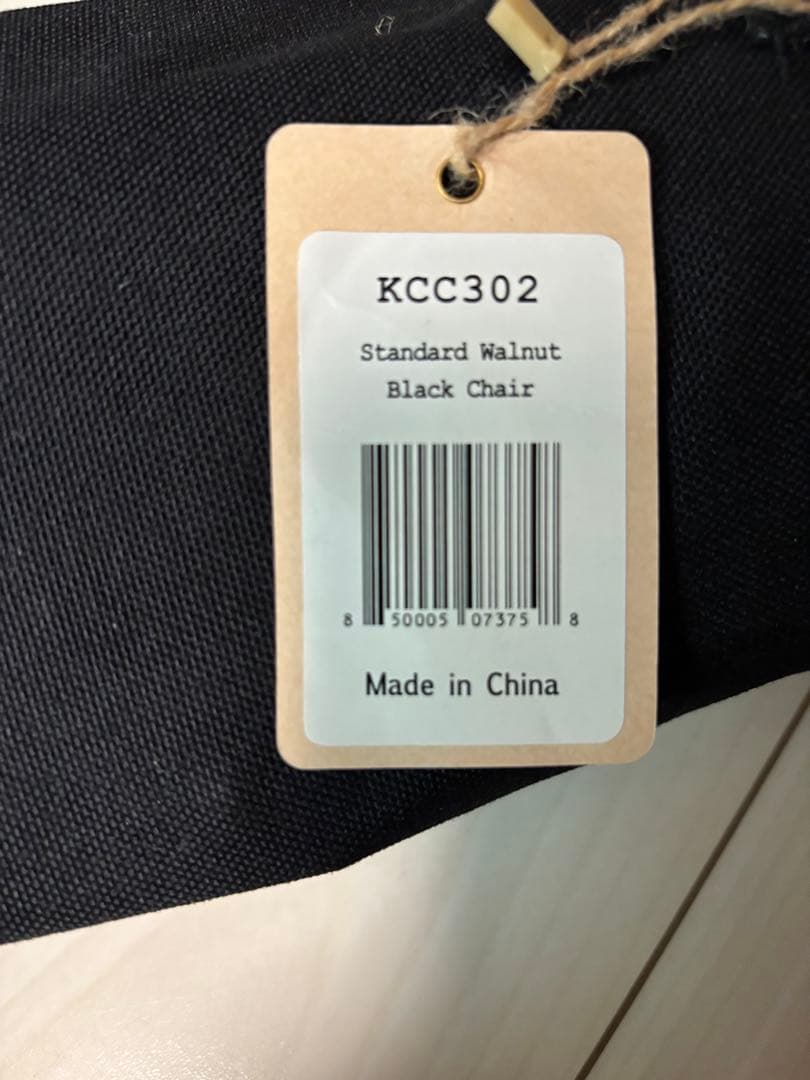 KCC302
Standard Walnut
Black Chair
8 50005 07375 8
Made in China